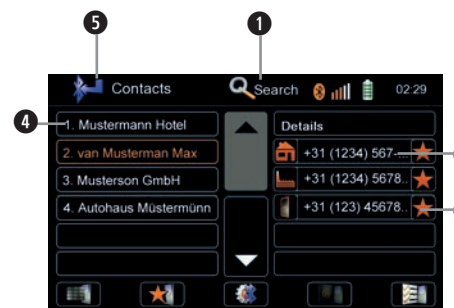 5
1
Contacts
Search
02:29
4
1. Mustermann Hotel
Details
2. van Musterman Max
+31 (1234) 567-...
3. Musterson GmbH
+31 (1234) 5678..
4. Autohaus Müstermünn
+31 (123) 45678..